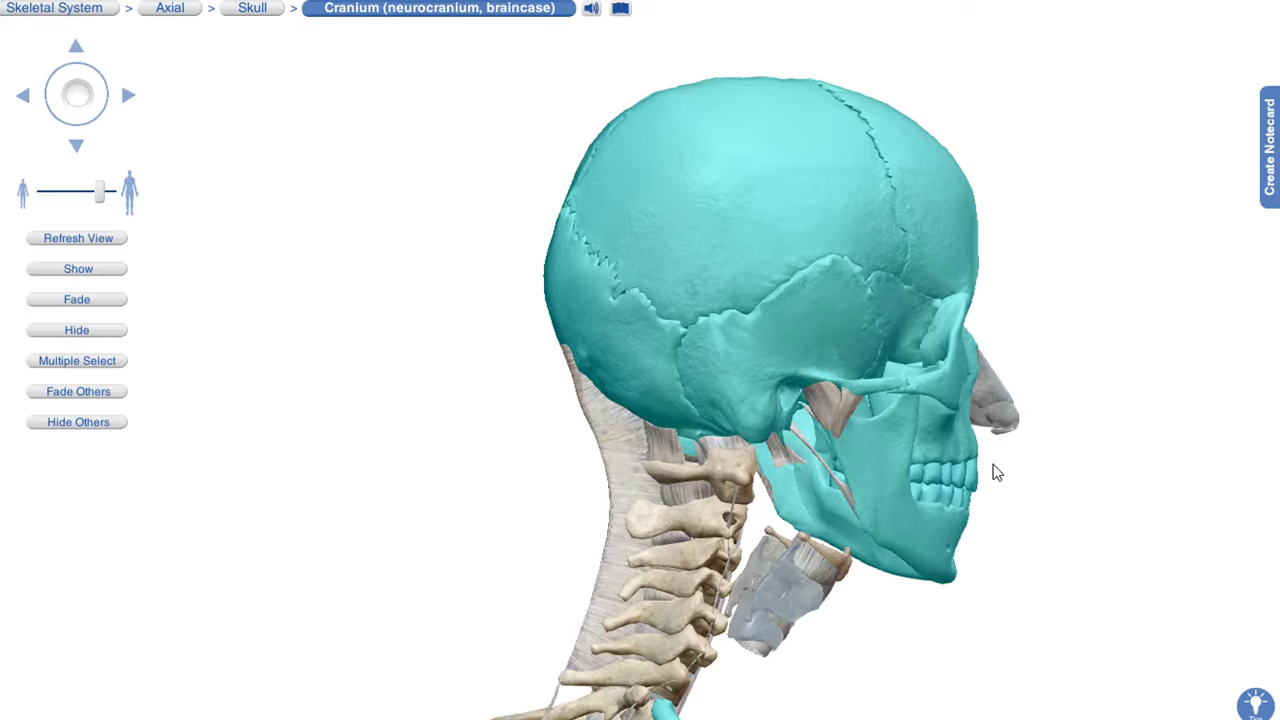 Skeletal System > Axial > Skull > Cranium (neurocranium, braincase)
Create Notecard
Refresh View
Show
Fade
Hide
Multiple Select
Fade Others
Hide Others